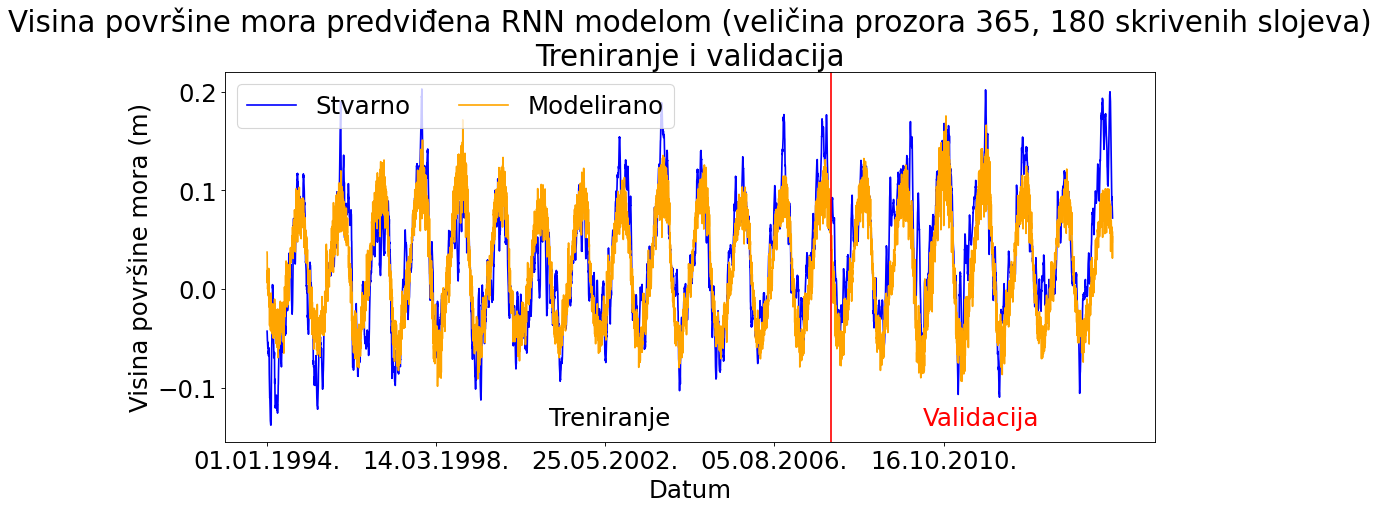 Visina površine mora predviđena RNN modelom (veličina prozora 365, 180 skrivenih slojeva)
Treniranje i validacija
Stvarno Modelirano
Visina površine mora (m)
0.2
0.1
0.0
−0.1
Treniranje Validacija
01.01.1994. 14.03.1998. 25.05.2002. 05.08.2006. 16.10.2010.
Datum